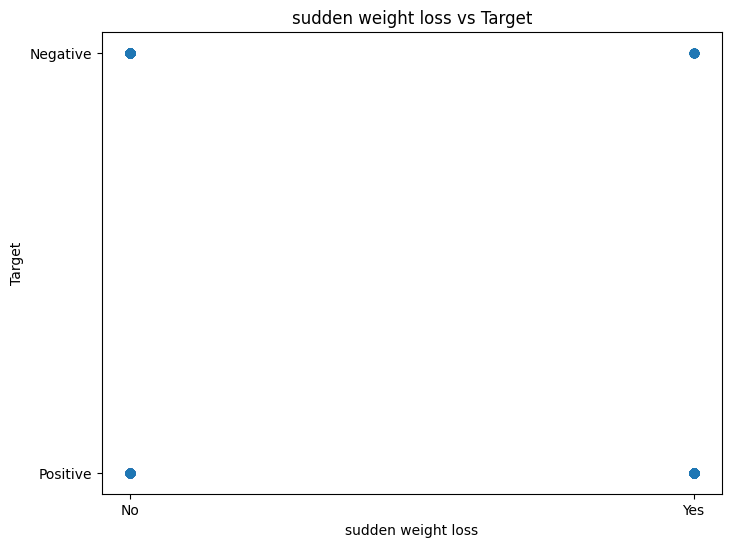 sudden weight loss vs Target
Negative
Target
Positive
No
Yes
sudden weight loss